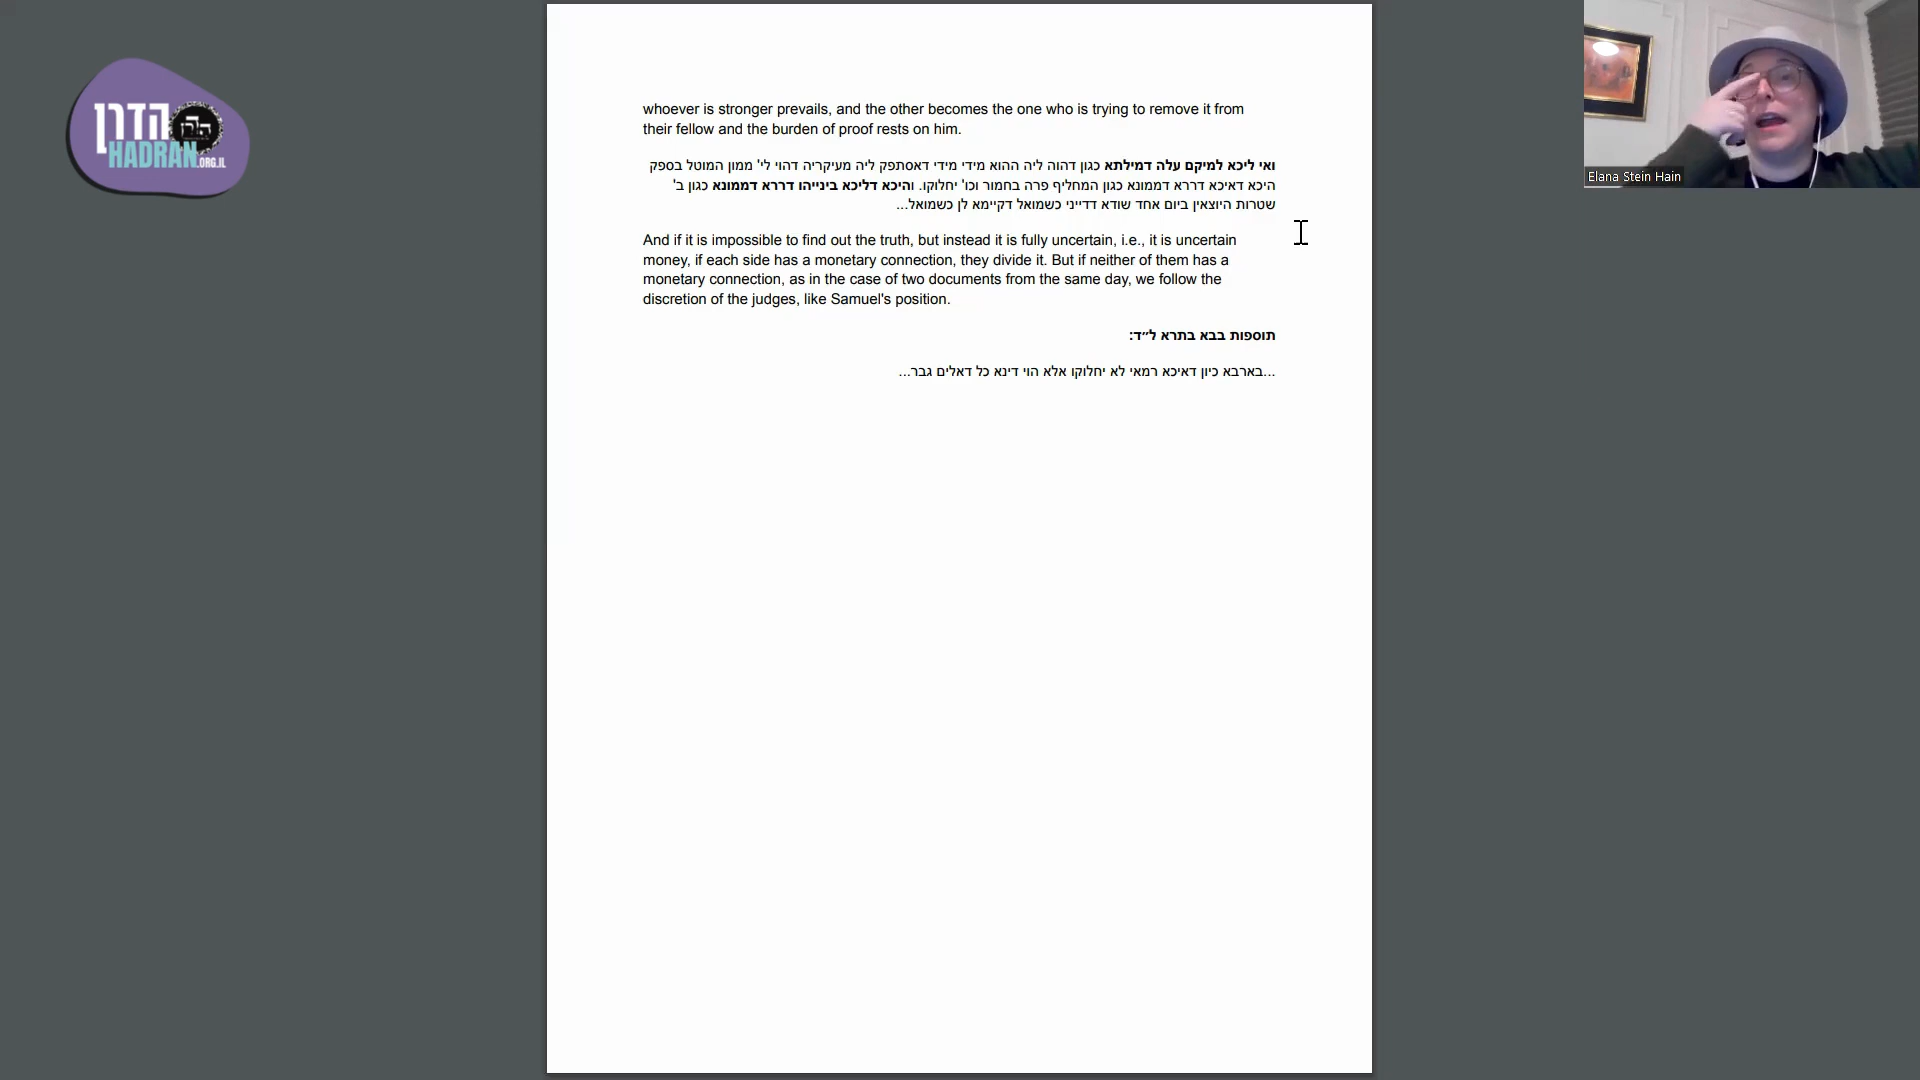 הדרן
HADRAN.ORG.IL
whoever is stronger prevails, and the other becomes the one who is trying to remove it from
their fellow and the burden of proof rests on him.
ואי ליכא למיקם עלה דמילתא כגון דהוה ליה ההוא מידי מידי דאסתפק ליה מעיקריה דהוי לי' ממון המוטל בספק
היכא דאיכא דררא דממונא כגון המחליף פרה בחמור וכו' יחלוקו. והיכא דליכא בינייהו דררא דממונא כגון ב'
שטרות היוצאין ביום אחד שודא דדייני כשמואל דקיימא לן כשמואל...
And if it is impossible to find out the truth, but instead it is fully uncertain, i.e., it is uncertain
money, if each side has a monetary connection, they divide it. But if neither of them has a
monetary connection, as in the case of two documents from the same day, we follow the
discretion of the judges, like Samuel's position.
תוספות בבא בתרא ל״ד:
...בארבא כיון דאיכא רמאי לא יחלוקו אלא הוי דינא כל דאלים גבר...
Elana Stein Hain